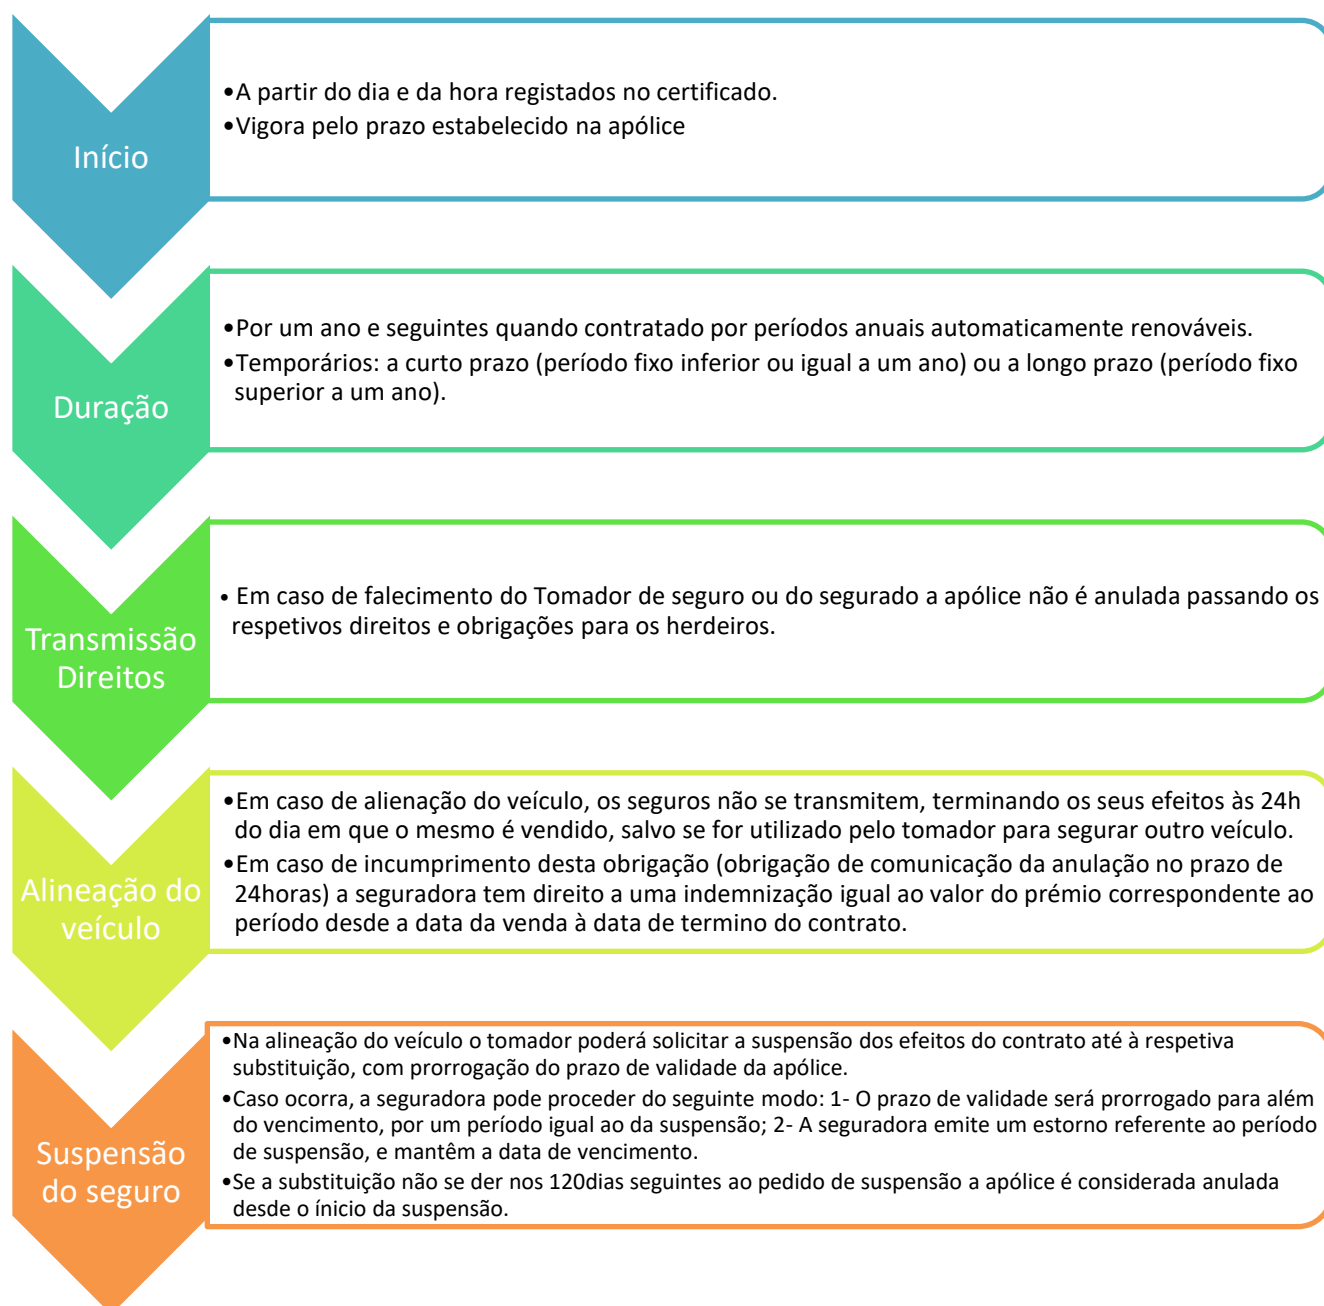 Início
•A partir do dia e da hora registados no certificado.
•Vigora pelo prazo estabelecido na apólice
Duração
•Por um ano e seguintes quando contratado por períodos anuais automaticamente renováveis.
•Temporários: a curto prazo (período fixo inferior ou igual a um ano) ou a longo prazo (período fixo
superior a um ano).
Transmissão
Direitos
• Em caso de falecimento do Tomador de seguro ou do segurado a apólice não é anulada passando os
respetivos direitos e obrigações para os herdeiros.
Alineação do
veículo
•Em caso de alienação do veículo, os seguros não se transmitem, terminando os seus efeitos às 24h
do dia em que o mesmo é vendido, salvo se for utilizado pelo tomador para segurar outro veículo.
•Em caso de incumprimento desta obrigação (obrigação de comunicação da anulação no prazo de
24horas) a seguradora tem direito a uma indemnização igual ao valor do prémio correspondente ao
período desde a data da venda à data de termino do contrato.
Suspensão
do seguro
•Na alineação do veículo o tomador poderá solicitar a suspensão dos efeitos do contrato até à respetiva
substituição, com prorrogação do prazo de validade da apólice.
•Caso ocorra, a seguradora pode proceder do seguinte modo: 1- O prazo de validade será prorrogado para além
do vencimento, por um período igual ao da suspensão; 2- A seguradora emite um estorno referente ao período
de suspensão, e mantêm a data de vencimento.
•Se a substituição não se der nos 120dias seguintes ao pedido de suspensão a apólice é considerada anulada
desde o ínicio da suspensão.